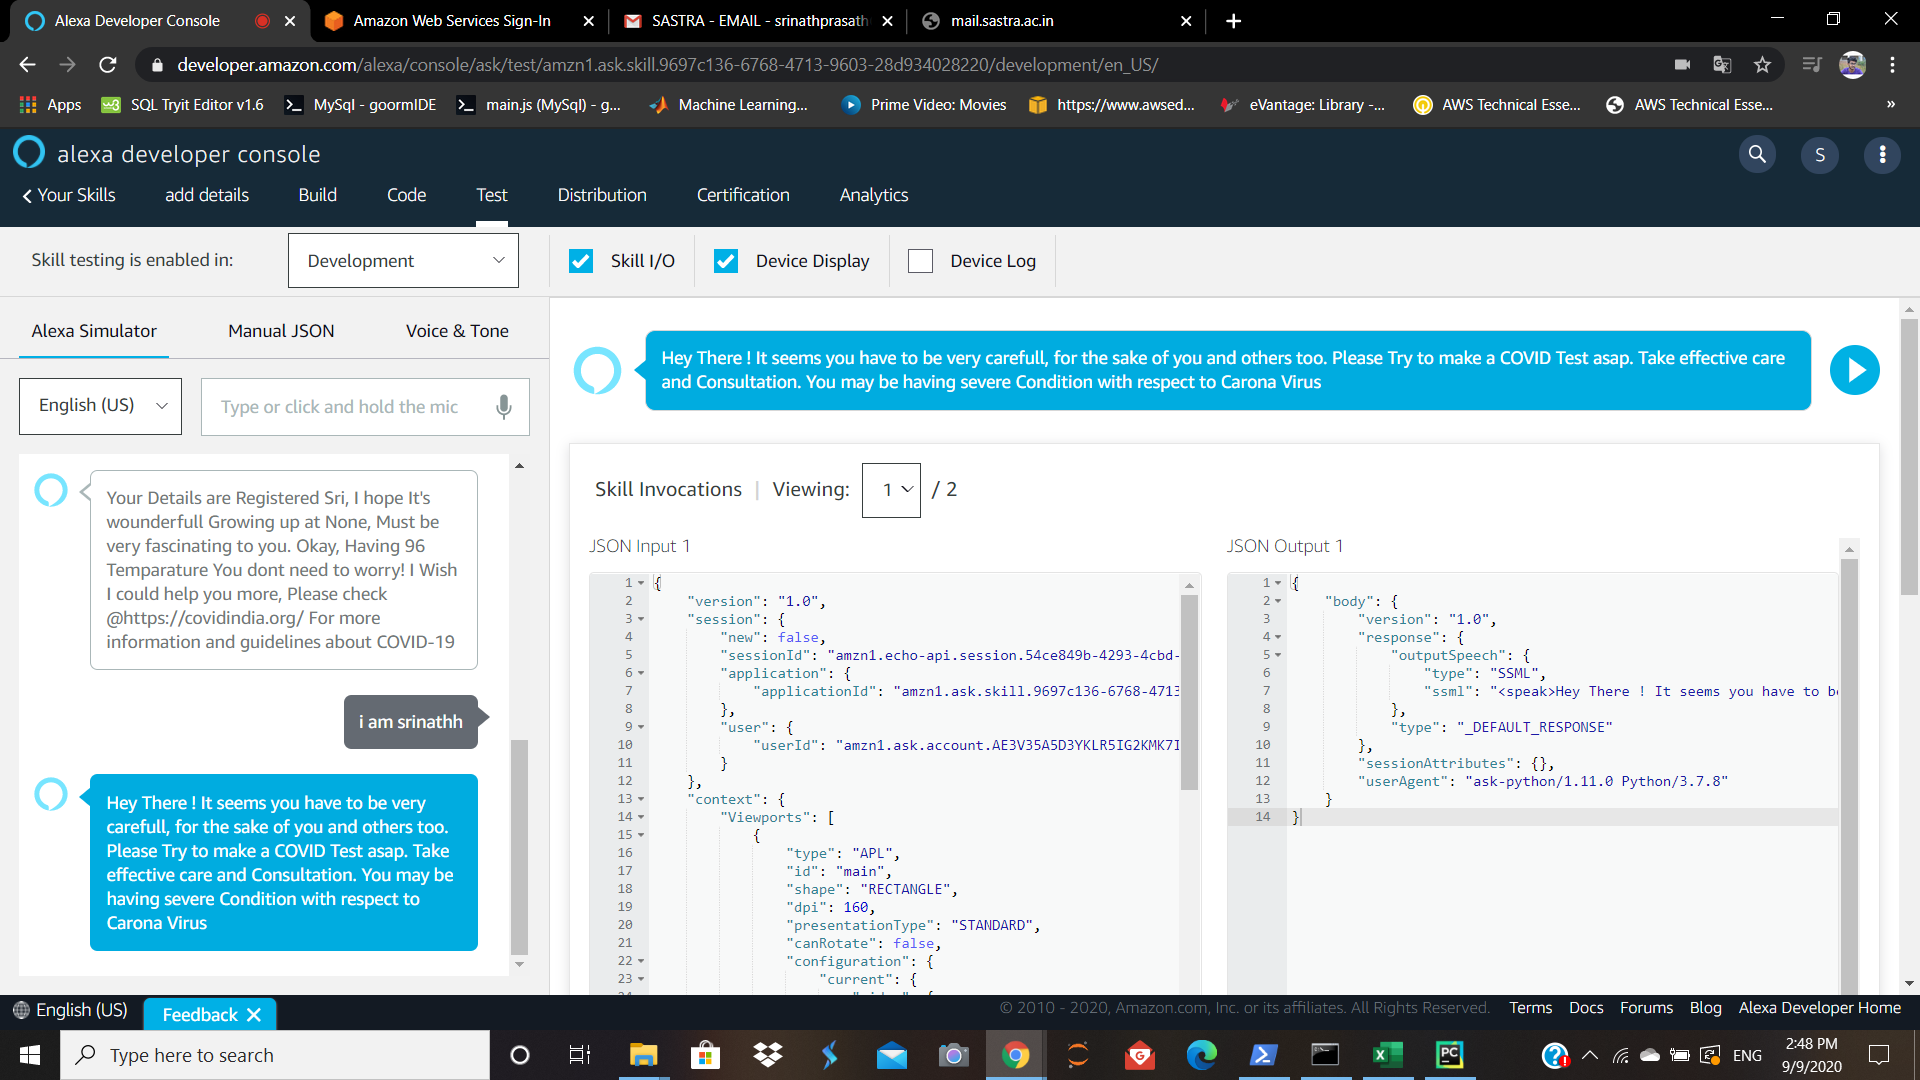 Alexa Developer Console
Amazon Web Services Sign-In
SASTRA - EMAIL - srinathprasath
mail.sastra.ac.in
developer.amazon.com/alexa/console/ask/test/amzn1.ask.skill.9697c136-6768-4713-9603-28d934028220/development/en_US/
Apps
SQL Tryit Editor v1.6
MySql - goormIDE
main.js (MySql) - g...
Machine Learning...
Prime Video: Movies
https://www.awsed...
eVantage: Library -...
AWS Technical Esse...
AWS Technical Esse...
»
alexa developer console
S
Your Skills
add details
Build
Code
Test
Distribution
Certification
Analytics
Skill testing is enabled in:
Development
Skill I/O
Device Display
Device Log
Alexa Simulator
Manual JSON
Voice & Tone
English (US)
Type or click and hold the mic
Your Details are Registered Sri, I hope It's
wounderfull Growing up at None, Must be
very fascinating to you. Okay, Having 96
Temparature You dont need to worry! I Wish
I could help you more, Please check
@https://covidindia.org/ For more
information and guidelines about COVID-19
i am srinathh
Hey There ! It seems you have to be very
carefull, for the sake of you and others too.
Please Try to make a COVID Test asap. Take
effective care and Consultation. You may be
having severe Condition with respect to
Carona Virus
Hey There ! It seems you have to be very carefull, for the sake of you and others too. Please Try to make a COVID Test asap. Take effective care
and Consultation. You may be having severe Condition with respect to Carona Virus
Skill Invocations | Viewing: 1 / 2
JSON Input 1
1 {
2 "version": "1.0",
3 "session": {
4 "new": false,
5 "sessionId": "amzn1.echo-api.session.54ce849b-4293-4cbd-
6 "application": {
7 "applicationId": "amzn1.ask.skill.9697c136-6768-4713
8 },
9 "user": {
10 "userId": "amzn1.ask.account.AE3V35A5D3YKLR5IG2KMK7I
11 }
12 },
13 "context": {
14 "Viewports": [
15 {
16 "type": "APL",
17 "id": "main",
18 "shape": "RECTANGLE",
19 "dpi": 160,
20 "presentationType": "STANDARD",
21 "canRotate": false,
22 "configuration": {
23 "current": {
JSON Output 1
1 {
2 "body": {
3 "version": "1.0",
4 "response": {
5 "outputSpeech": {
6 "type": "SSML",
7 "ssml": "<speak>Hey There ! It seems you have to be
8 },
9 "type": "_DEFAULT_RESPONSE"
10 },
11 "sessionAttributes": {},
12 "userAgent": "ask-python/1.11.0 Python/3.7.8"
13 }
14 }
English (US)
Feedback
© 2010 - 2020, Amazon.com, Inc. or its affiliates. All Rights Reserved.
Terms
Docs
Forums
Blog
Alexa Developer Home
Type here to search
PC
ENG
2:48 PM
9/9/2020